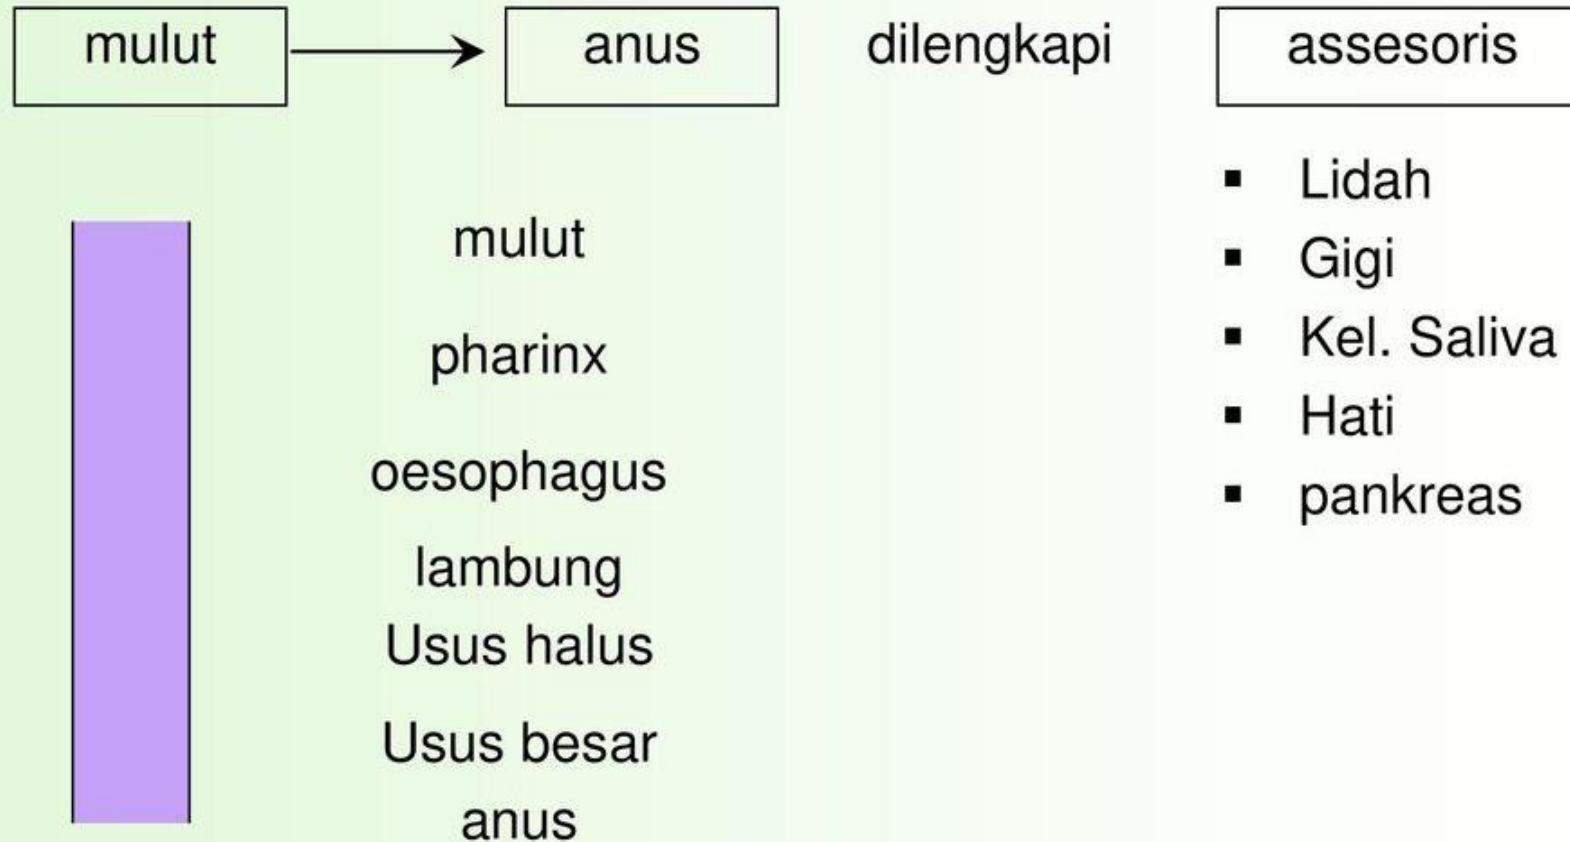 mulut anus dilengkapi assesoris
mulut
pharinx
oesophagus
lambung
Usus halus
Usus besar
anus
▪ Lidah
▪ Gigi
▪ Kel. Saliva
▪ Hati
▪ pankreas